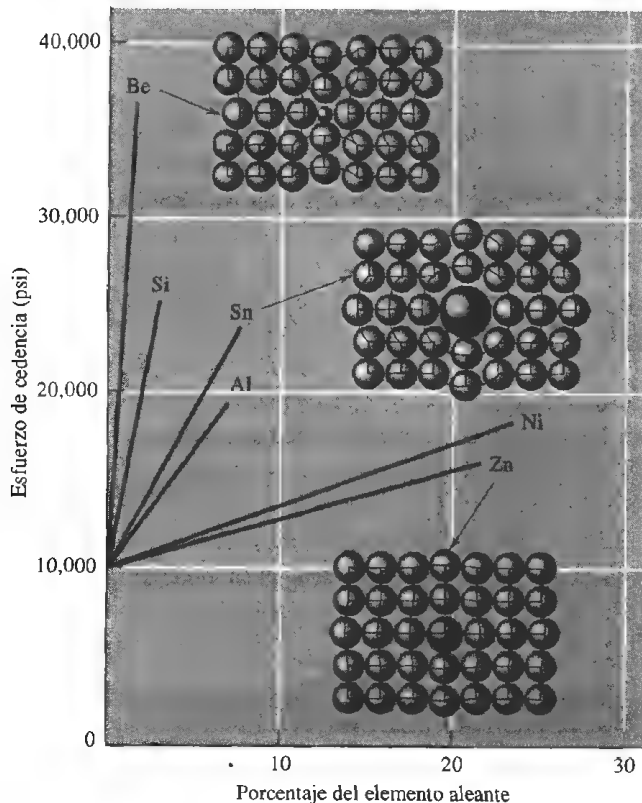 40,000
Be
30,000
Si
Sn
Al
20,000
Ni
Zn
10,000
0
10
20
30
Esfuerzo de cedencia (psi)
Porcentaje del elemento aleante